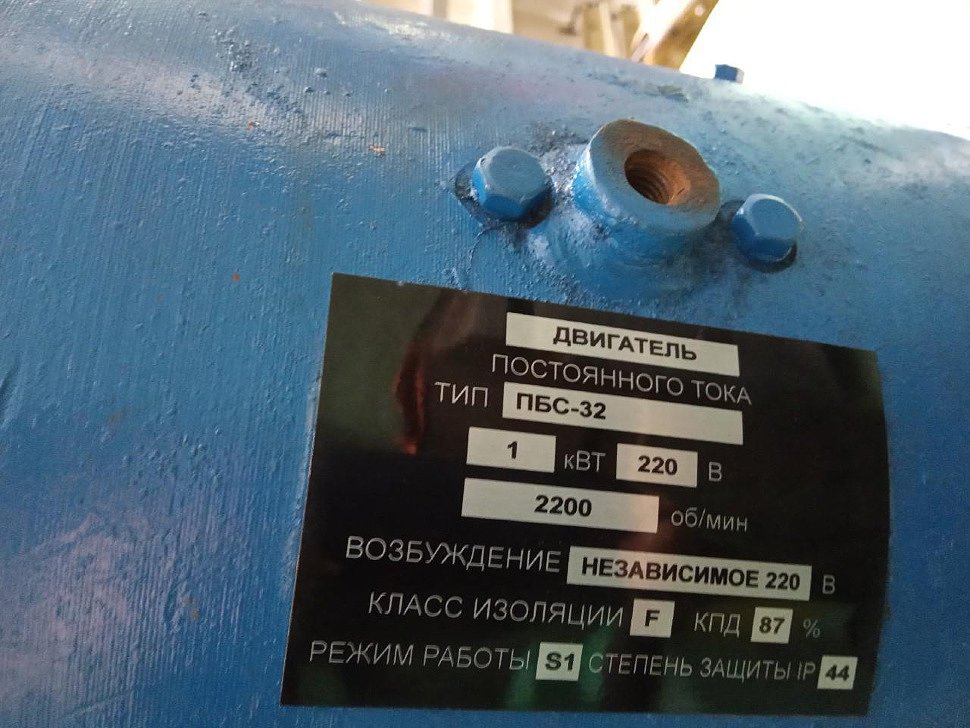 ДВИГАТЕЛЬ
ПОСТОЯННОГО ТОКА
ТИП ПБС-32
1 кВТ 220 В
2200 об/мин
ВОЗБУЖДЕНИЕ НЕЗАВИСИМОЕ 220 В
КЛАСС ИЗОЛЯЦИИ F КПД 87 %
РЕЖИМ РАБОТЫ S1 СТЕПЕНЬ ЗАЩИТЫ IP 44